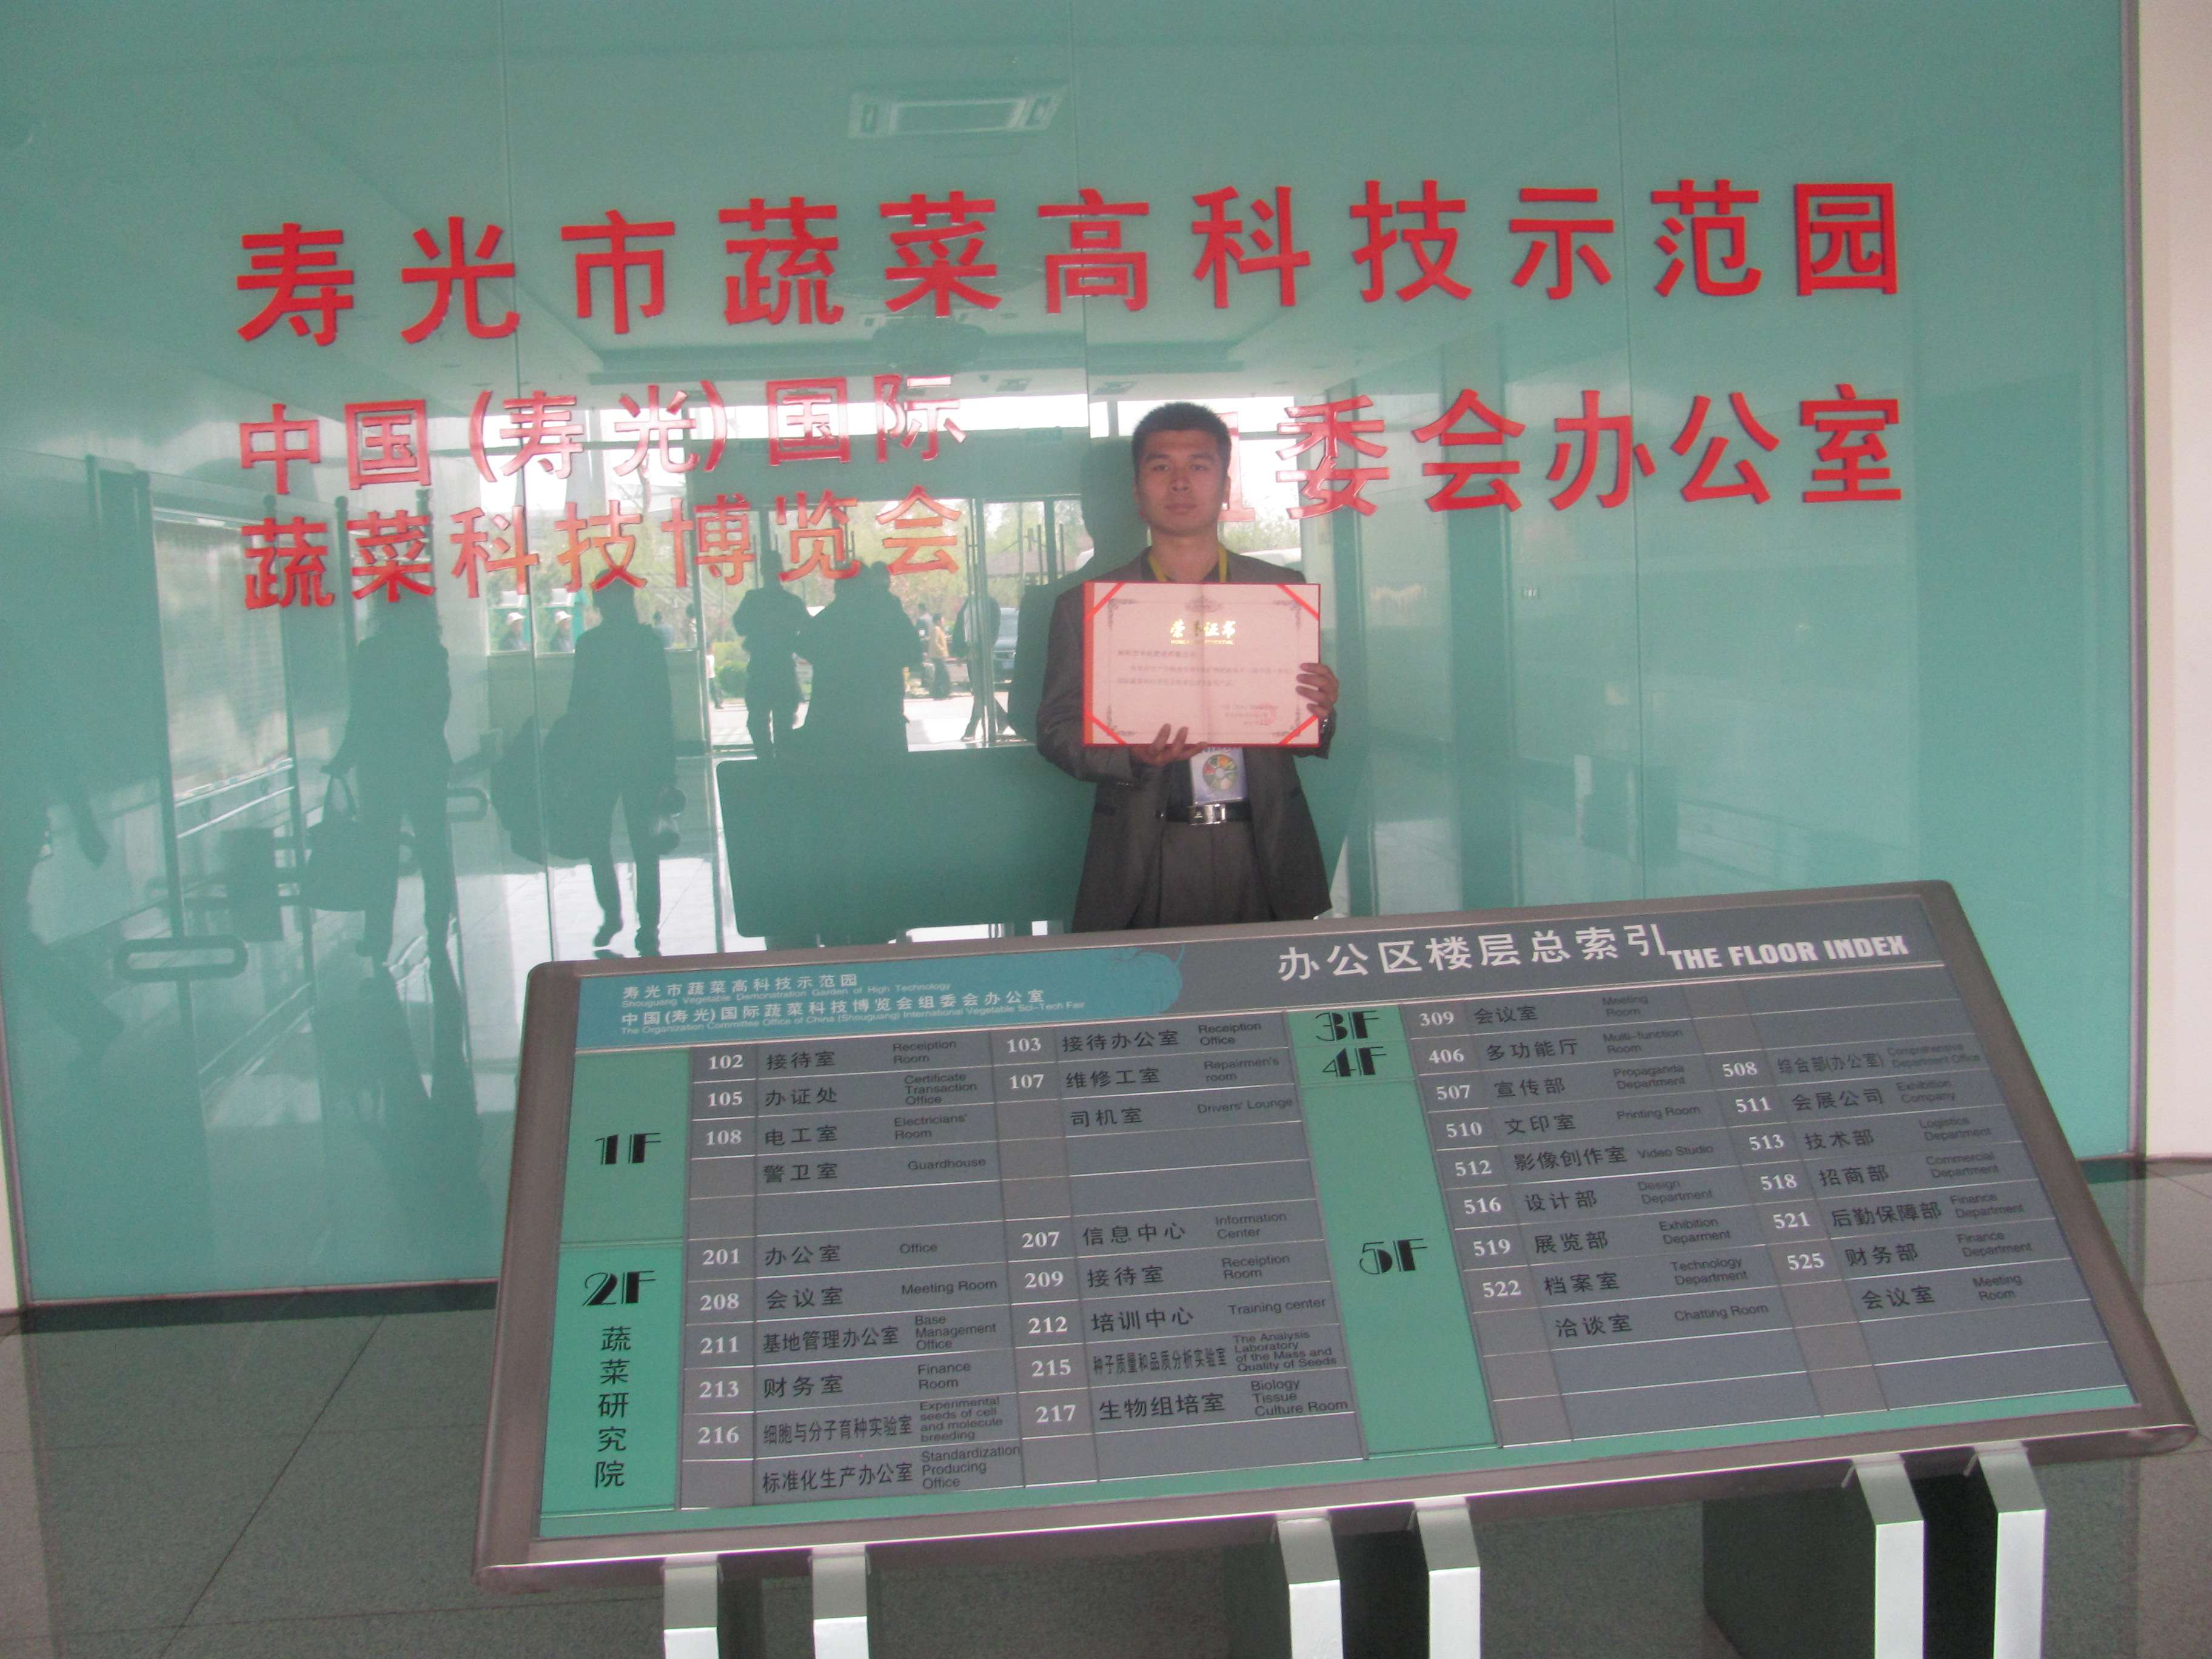 寿光市蔬菜高科技示范园
中国(寿光)国际
蔬菜科技博览会
委会办公室
荣誉证书
寿光市蔬菜高科技示范园
Shouguang Vegetable Demonstration Garden of High Technology
中国(寿光)国际蔬菜科技博览会组委会办公室
The Organization Committee Office of China (Shouguang) International Vegetable Sci-Tech Fair
办公区楼层总索引 THE FLOOR INDEX
1F
102 接待室 Receiption Room
103 接待办公室 Receiption Office
105 办证处 Certificate Transaction Office
107 维修工室 Repairmen's room
108 电工室 Electricians' Room
司机室 Drivers' Lounge
警卫室 Guardhouse
2F
蔬菜研究院
201 办公室 Office
207 信息中心 Information Center
208 会议室 Meeting Room
209 接待室 Receiption Room
211 基地管理办公室 Base Management Office
212 培训中心 Training center
213 财务室 Finance Room
215 种子质量和品质分析实验室 The Analysis Laboratory of the Mass and Quality of Seeds
216 细胞与分子育种实验室 Experimental seeds of cell and molecule breeding
217 生物组培室 Biology Tissue Culture Room
标准化生产办公室 Standardization Producing Office
3F
309 会议室 Meeting Room
4F
406 多功能厅 Multi-function Room
5F
507 宣传部 Propaganda Department
508 综合部(办公室) Comprehensive Department Office
510 文印室 Printing Room
511 会展公司 Exhibition Company
512 影像创作室 Video Studio
513 技术部 Logistics Department
516 设计部 Design Department
518 招商部 Commercial Department
519 展览部 Exhibition Deparment
521 后勤保障部 Finance Department
522 档案室 Technology Department
525 财务部 Finance Department
洽谈室 Chatting Room
会议室 Meeting Room